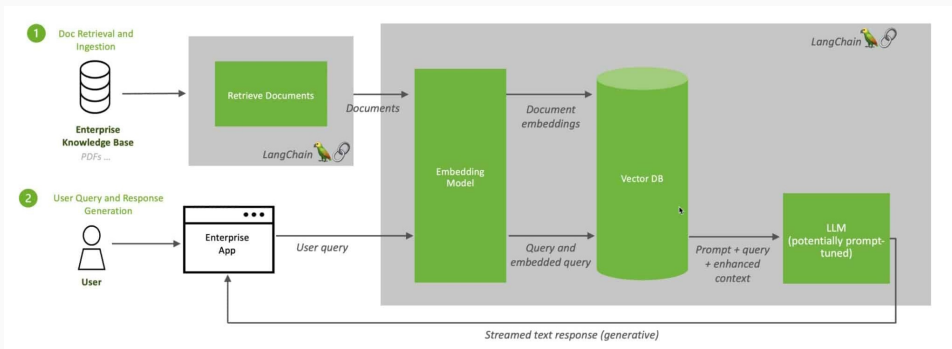 1
Doc Retrieval and
Ingestion
Enterprise
Knowledge Base
PDFs ...
Retrieve Documents
LangChain
Documents
Embedding
Model
Document
embeddings
Vector DB
LangChain
2
User Query and Response
Generation
User
Enterprise
App
User query
Query and
embedded query
Prompt + query
+ enhanced
context
LLM
(potentially prompt-
tuned)
Streamed text response (generative)